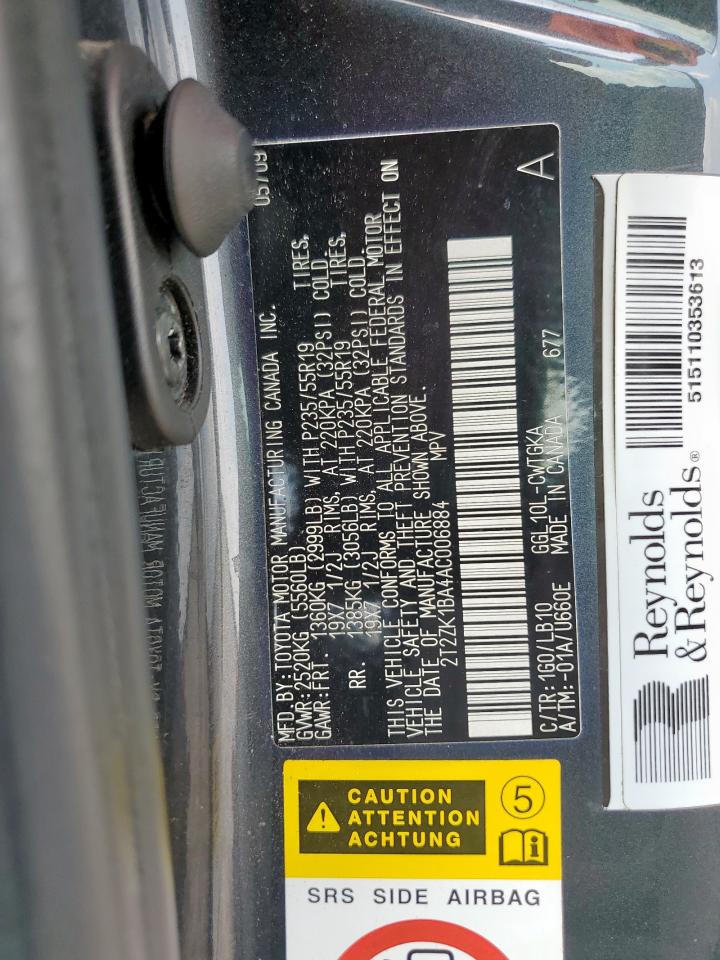 MFD.BY:TOYOTA MOTOR MANUFACTURING CANADA INC. 05/09
GVWR:2520KG (5560LB)
GAWR:FRT. 1360KG (2999LB) WITH P235/55R19 TIRES,
19X7 1/2J RIMS, AT 220KPA (32PSI) COLD.
RR. 1385KG (3056LB) WITH P235/55R19 TIRES,
19X7 1/2J RIMS, AT 220KPA (32PSI) COLD.
THIS VEHICLE CONFORMS TO ALL APPLICABLE FEDERAL MOTOR
VEHICLE SAFETY AND THEFT PREVENTION STANDARDS IN EFFECT ON
THE DATE OF MANUFACTURE SHOWN ABOVE.
2T2ZK1BA4AC006884 MPV
C/TR:1G0/LB10 GGL10L-CWTGKA
A/TM:-01A/U660E MADE IN CANADA 677
A
Reynolds
& Reynolds®
515110353613
CAUTION
ATTENTION
ACHTUNG
5
SRS SIDE AIRBAG